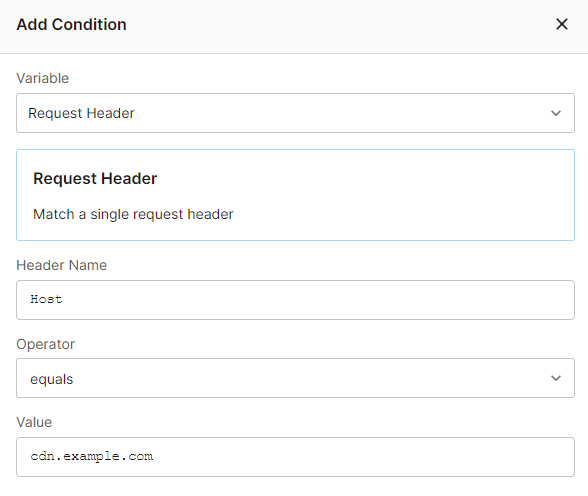 Add Condition
Variable
Request Header
Request Header
Match a single request header
Header Name
Host
Operator
equals
Value
cdn.example.com